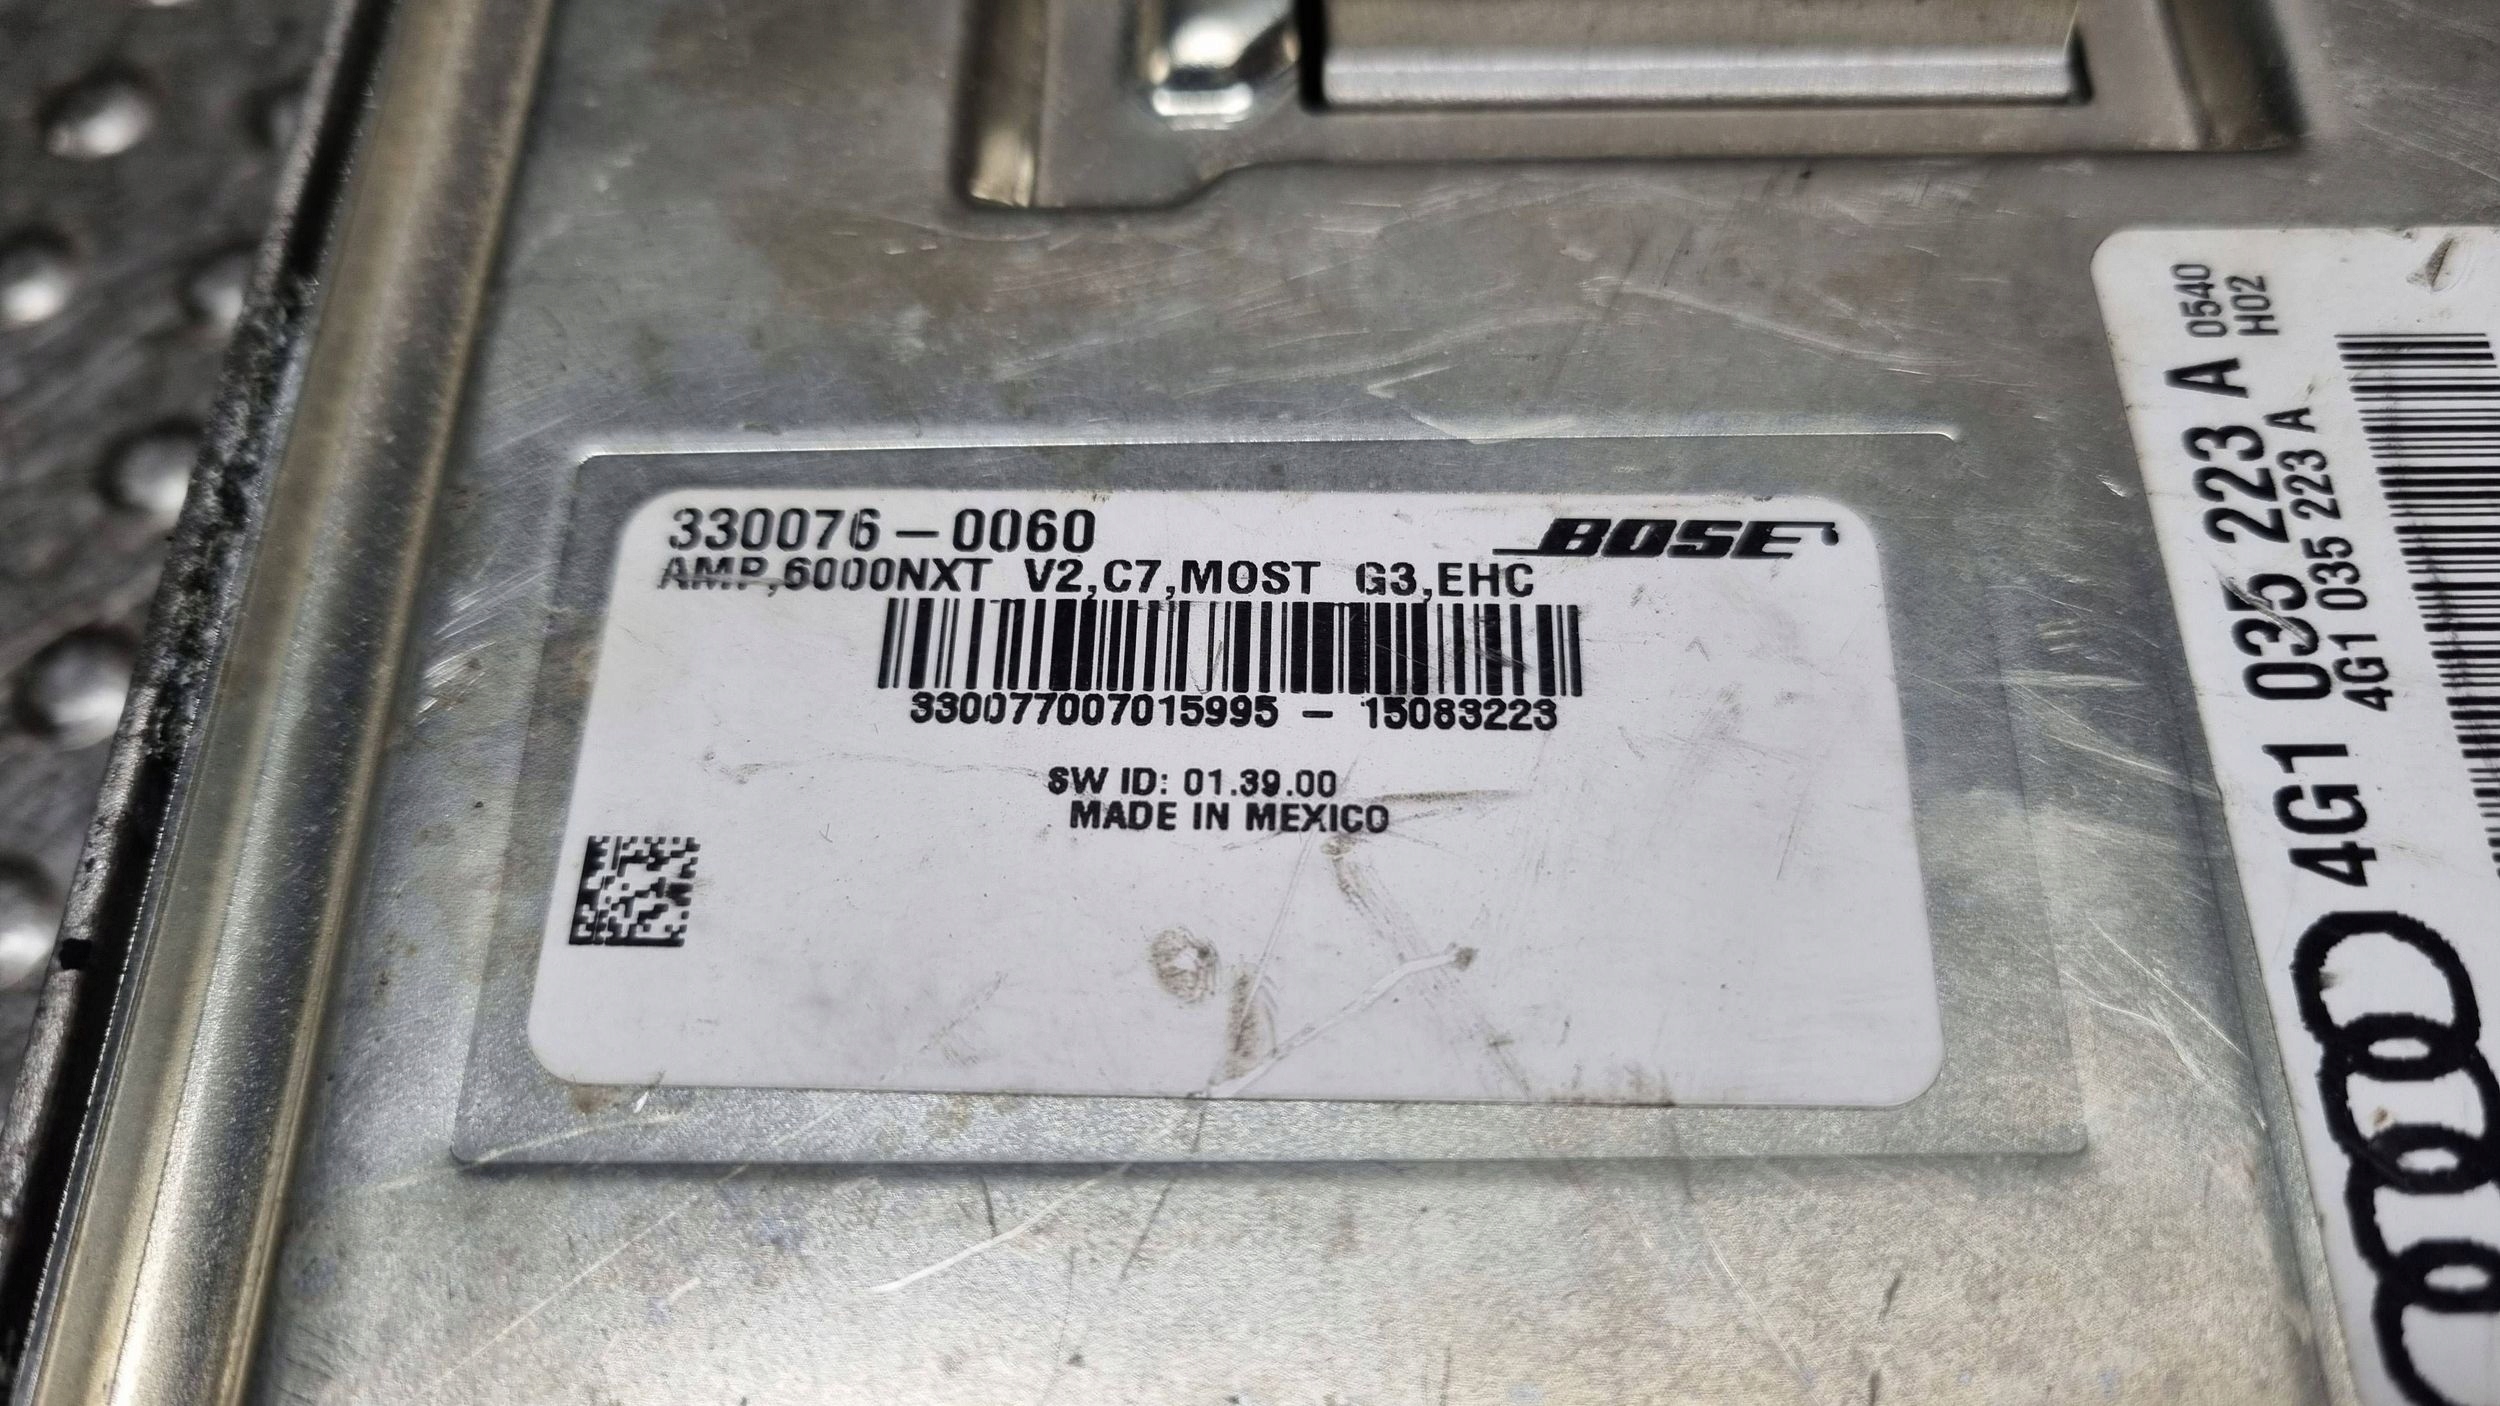 330076-0060
BOSE
AMP,6000NXT V2,C7,MOST G3,EHC
330077007015995 - 15083223
SW ID: 01.39.00
MADE IN MEXICO
4G1 035 223 A
0540
H02
4G1 035 223 A